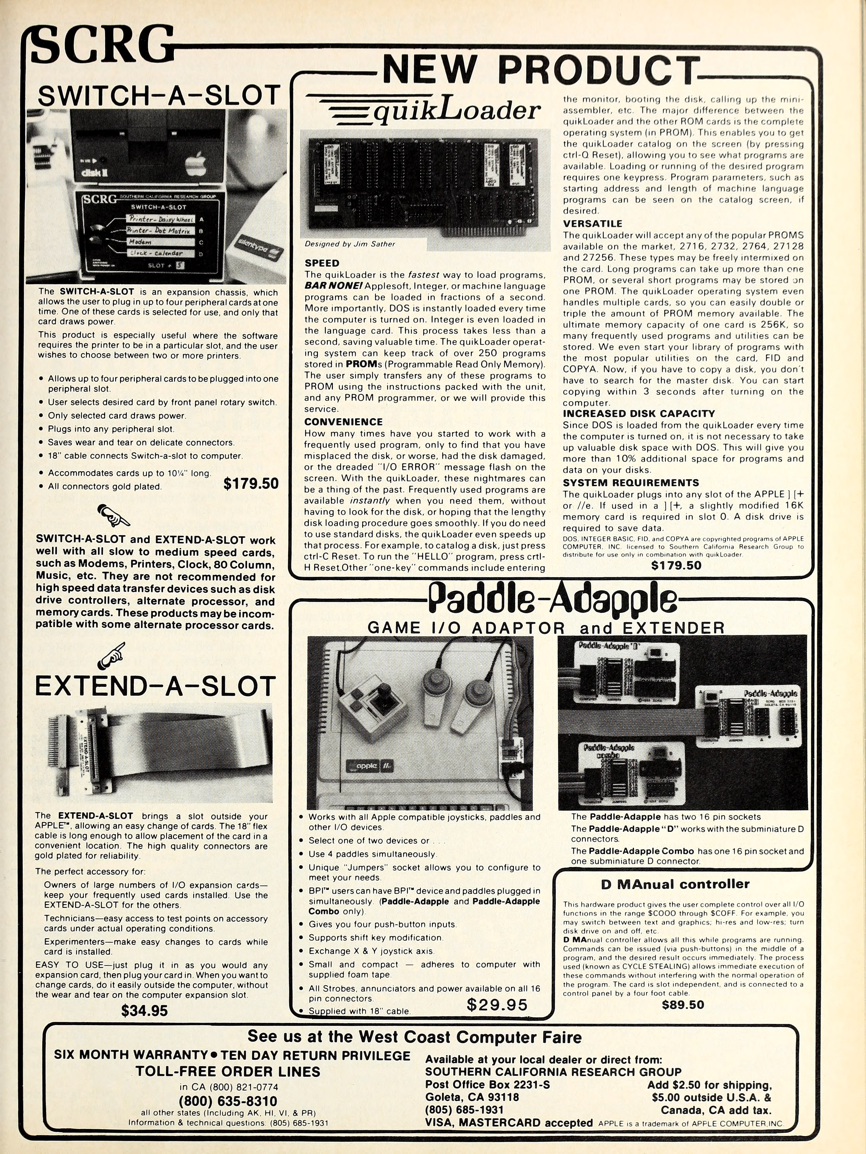 SCRG
SWITCH-A-SLOT
disk II
SCRG SOUTHERN CALIFORNIA RESEARCH GROUP
SWITCH-A-SLOT
Printer-Daisy Wheel A
Printer-Dot Matrix B
Modem C
Clock-Calender D
SLOT # 5
silentype
The SWITCH-A-SLOT is an expansion chassis, which
allows the user to plug in up to four peripheral cards at one
time. One of these cards is selected for use, and only that
card draws power.
This product is especially useful where the software
requires the printer to be in a particular slot, and the user
wishes to choose between two or more printers.
• Allows up to four peripheral cards to be plugged into one
peripheral slot.
• User selects desired card by front panel rotary switch.
• Only selected card draws power.
• Plugs into any peripheral slot.
• Saves wear and tear on delicate connectors.
• 18" cable connects Switch-a-slot to computer.
• Accommodates cards up to 10¼" long.
• All connectors gold plated.
$179.50
SWITCH-A-SLOT and EXTEND-A-SLOT work
well with all slow to medium speed cards,
such as Modems, Printers, Clock, 80 Column,
Music, etc. They are not recommended for
high speed data transfer devices such as disk
drive controllers, alternate processor, and
memory cards. These products may be incom-
patible with some alternate processor cards.
EXTEND-A-SLOT
EXTEND-A-SLOT
The EXTEND-A-SLOT brings a slot outside your
APPLE™, allowing an easy change of cards. The 18" flex
cable is long enough to allow placement of the card in a
convenient location. The high quality connectors are
gold plated for reliability.
The perfect accessory for:
Owners of large numbers of I/O expansion cards—
keep your frequently used cards installed. Use the
EXTEND-A-SLOT for the others.
Technicians—easy access to test points on accessory
cards under actual operating conditions.
Experimenters—make easy changes to cards while
card is installed.
EASY TO USE—just plug it in as you would any
expansion card, then plug your card in. When you want to
change cards, do it easily outside the computer, without
the wear and tear on the computer expansion slot.
$34.95
NEW PRODUCT
quikLoader
Designed by Jim Sather
SPEED
The quikLoader is the fastest way to load programs,
BAR NONE! Applesoft, Integer, or machine language
programs can be loaded in fractions of a second.
More importantly, DOS is instantly loaded every time
the computer is turned on. Integer is even loaded in
the language card. This process takes less than a
second, saving valuable time. The quikLoader operat-
ing system can keep track of over 250 programs
stored in PROMs (Programmable Read Only Memory).
The user simply transfers any of these programs to
PROM using the instructions packed with the unit,
and any PROM programmer, or we will provide this
service.
CONVENIENCE
How many times have you started to work with a
frequently used program, only to find that you have
misplaced the disk, or worse, had the disk damaged,
or the dreaded "I/O ERROR" message flash on the
screen. With the quikLoader, these nightmares can
be a thing of the past. Frequently used programs are
available instantly when you need them, without
having to look for the disk, or hoping that the lengthy
disk loading procedure goes smoothly. If you do need
to use standard disks, the quikLoader even speeds up
that process. For example, to catalog a disk, just press
ctrl-C Reset. To run the "HELLO" program, press crtl-
H Reset.Other "one-key" commands include entering
the monitor, booting the disk, calling up the mini-
assembler, etc. The major difference between the
quikLoader and the other ROM cards is the complete
operating system (in PROM). This enables you to get
the quikLoader catalog on the screen (by pressing
ctrl-Q Reset), allowing you to see what programs are
available. Loading or running of the desired program
requires one keypress. Program parameters, such as
starting address and length of machine language
programs can be seen on the catalog screen, if
desired.
VERSATILE
The quikLoader will accept any of the popular PROMS
available on the market, 2716, 2732, 2764, 27128
and 27256. These types may be freely intermixed on
the card. Long programs can take up more than one
PROM, or several short programs may be stored on
one PROM. The quikLoader operating system even
handles multiple cards, so you can easily double or
triple the amount of PROM memory available. The
ultimate memory capacity of one card is 256K, so
many frequently used programs and utilities can be
stored. We even start your library of programs with
the most popular utilities on the card, FID and
COPYA. Now, if you have to copy a disk, you don't
have to search for the master disk. You can start
copying within 3 seconds after turning on the
computer.
INCREASED DISK CAPACITY
Since DOS is loaded from the quikLoader every time
the computer is turned on, it is not necessary to take
up valuable disk space with DOS. This will give you
more than 10% additional space for programs and
data on your disks.
SYSTEM REQUIREMENTS
The quikLoader plugs into any slot of the APPLE ] [+
or //e. If used in a ] [+, a slightly modified 16K
memory card is required in slot 0. A disk drive is
required to save data.
DOS, INTEGER BASIC, FID, and COPYA are copyrighted programs of APPLE
COMPUTER, INC. licensed to Southern California Research Group to
distribute for use only in combination with quikLoader.
$179.50
Paddle-Adapple
GAME I/O ADAPTOR and EXTENDER
apple //e
Paddle-Adapple "D"
Paddle-Adapple
Paddle-Adapple
combo
• Works with all Apple compatible joysticks, paddles and
other I/O devices.
• Select one of two devices or . . .
• Use 4 paddles simultaneously.
• Unique "Jumpers" socket allows you to configure to
meet your needs.
• BPI™ users can have BPI™ device and paddles plugged in
simultaneously. (Paddle-Adapple and Paddle-Adapple
Combo only).
• Gives you four push-button inputs.
• Supports shift key modification.
• Exchange X & Y joystick axis.
• Small and compact — adheres to computer with
supplied foam tape.
• All Strobes, annunciators and power available on all 16
pin connectors.
• Supplied with 18" cable.
$29.95
The Paddle-Adapple has two 16 pin sockets
The Paddle-Adapple "D" works with the subminiature D
connectors.
The Paddle-Adapple Combo has one 16 pin socket and
one subminiature D connector.
D MAnual controller
This hardware product gives the user complete control over all I/O
functions in the range $C000 through $C0FF. For example, you
may switch between text and graphics; hi-res and low-res; turn
disk drive on and off, etc.
D MAnual controller allows all this while programs are running.
Commands can be issued (via push-buttons) in the middle of a
program, and the desired result occurs immediately. The process
used (known as CYCLE STEALING) allows immediate execution of
these commands without interfering with the normal operation of
the program. The card is slot independent, and is connected to a
control panel by a four foot cable.
$89.50
See us at the West Coast Computer Faire
SIX MONTH WARRANTY • TEN DAY RETURN PRIVILEGE
TOLL-FREE ORDER LINES
in CA (800) 821-0774
(800) 635-8310
all other states (Including AK, HI, VI, & PR)
Information & technical questions: (805) 685-1931
Available at your local dealer or direct from:
SOUTHERN CALIFORNIA RESEARCH GROUP
Post Office Box 2231-S
Goleta, CA 93118
(805) 685-1931
VISA, MASTERCARD accepted
Add $2.50 for shipping,
$5.00 outside U.S.A. &
Canada, CA add tax.
APPLE is a trademark of APPLE COMPUTER,INC.